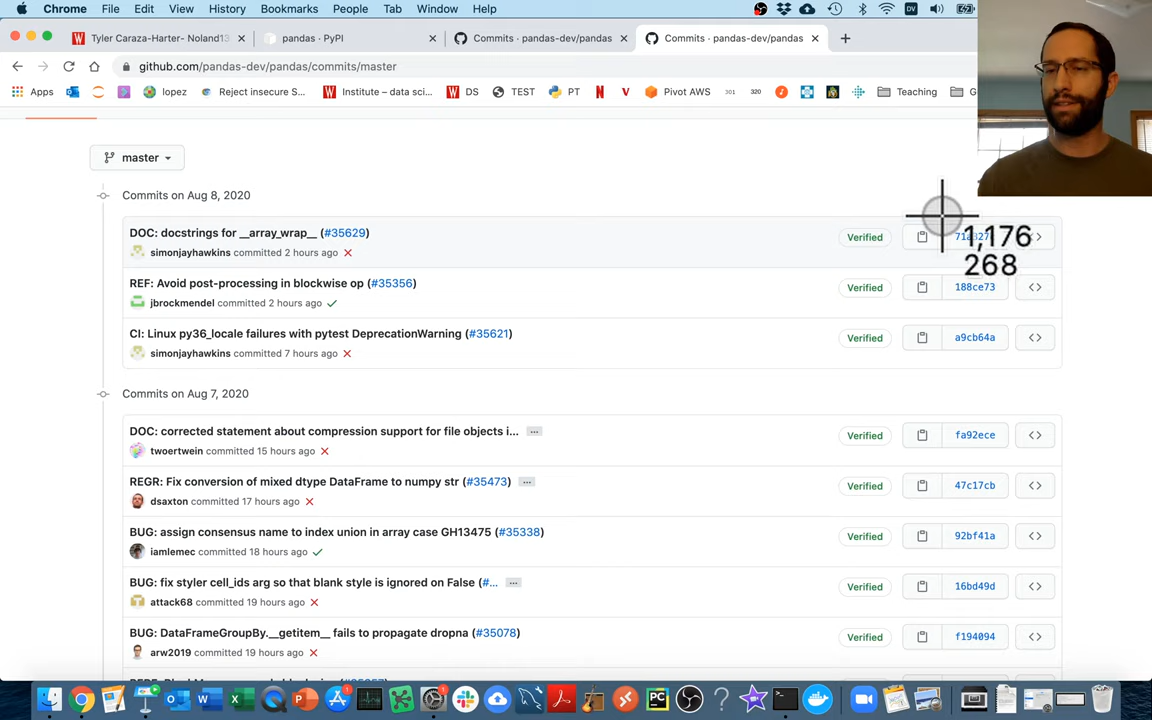 Chrome File Edit View History Bookmarks People Tab Window Help
Tyler Caraza-Harter- Noland13
pandas · PyPI
Commits · pandas-dev/pandas
Commits · pandas-dev/pandas
github.com/pandas-dev/pandas/commits/master
Apps lopez Reject insecure S... Institute – data sci... DS TEST PT Pivot AWS 301 320 Teaching G
master
Commits on Aug 8, 2020
DOC: docstrings for __array_wrap__ (#35629)
Verified
simonjayhawkins committed 2 hours ago
1,176
268
REF: Avoid post-processing in blockwise op (#35356)
Verified 188ce73
jbrockmendel committed 2 hours ago
CI: Linux py36_locale failures with pytest DeprecationWarning (#35621)
Verified a9cb64a
simonjayhawkins committed 7 hours ago
Commits on Aug 7, 2020
DOC: corrected statement about compression support for file objects i... ...
Verified fa92ece
twoertwein committed 15 hours ago
REGR: Fix conversion of mixed dtype DataFrame to numpy str (#35473) ...
Verified 47c17cb
dsaxton committed 17 hours ago
BUG: assign consensus name to index union in array case GH13475 (#35338)
Verified 92bf41a
iamlemec committed 18 hours ago
BUG: fix styler cell_ids arg so that blank style is ignored on False (#... ...
Verified 16bd49d
attack68 committed 19 hours ago
BUG: DataFrameGroupBy.__getitem__ fails to propagate dropna (#35078)
Verified f194094
arw2019 committed 19 hours ago